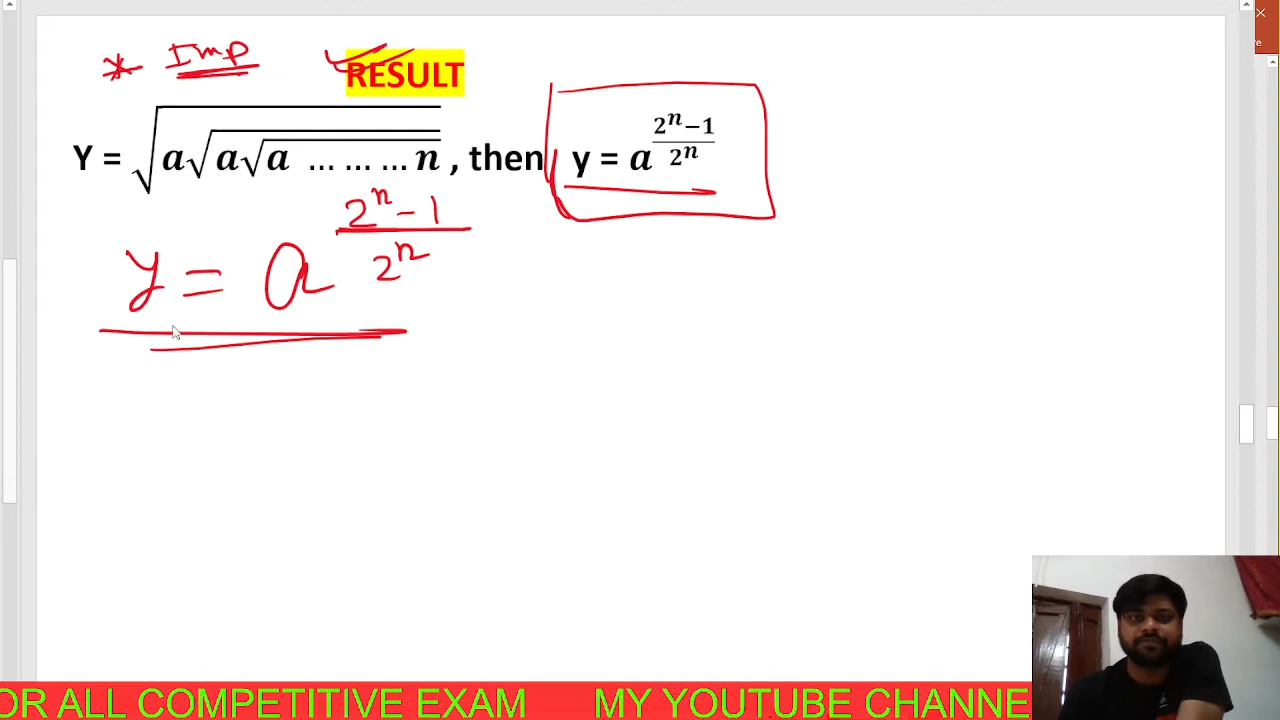 * Imp
RESULT
Y = √a√a√a … … … n , then y = a^(2^n−1)/(2^n)
y = a^(2^n - 1)/(2^n)
OR ALL COMPETITIVE EXAM MY YOUTUBE CHANNE